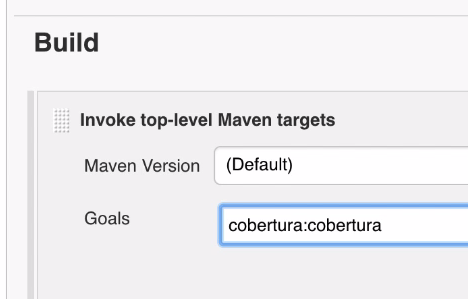 Build
Invoke top-level Maven targets
Maven Version (Default)
Goals cobertura:cobertura